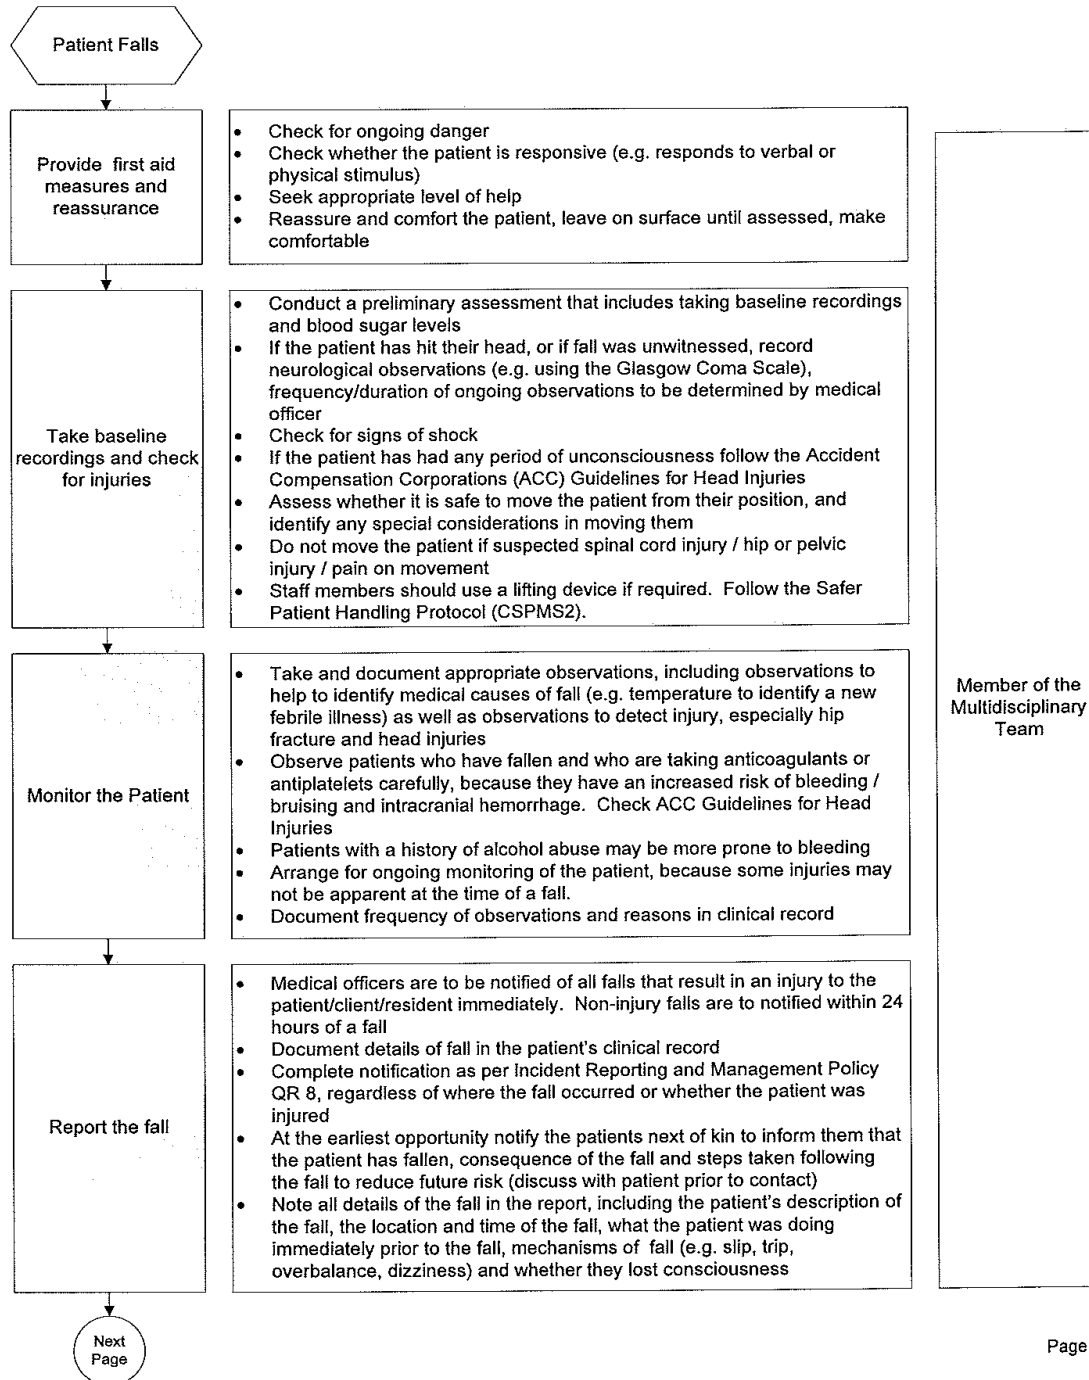 Patient Falls
Provide first aid
measures and
reassurance
• Check for ongoing danger
• Check whether the patient is responsive (e.g. responds to verbal or
physical stimulus)
• Seek appropriate level of help
• Reassure and comfort the patient, leave on surface until assessed, make
comfortable
Take baseline
recordings and check
for injuries
• Conduct a preliminary assessment that includes taking baseline recordings
and blood sugar levels
• If the patient has hit their head, or if fall was unwitnessed, record
neurological observations (e.g. using the Glasgow Coma Scale),
frequency/duration of ongoing observations to be determined by medical
officer
• Check for signs of shock
• If the patient has had any period of unconsciousness follow the Accident
Compensation Corporations (ACC) Guidelines for Head Injuries
• Assess whether it is safe to move the patient from their position, and
identify any special considerations in moving them
• Do not move the patient if suspected spinal cord injury / hip or pelvic
injury / pain on movement
• Staff members should use a lifting device if required. Follow the Safer
Patient Handling Protocol (CSPMS2).
Monitor the Patient
• Take and document appropriate observations, including observations to
help to identify medical causes of fall (e.g. temperature to identify a new
febrile illness) as well as observations to detect injury, especially hip
fracture and head injuries
• Observe patients who have fallen and who are taking anticoagulants or
antiplatelets carefully, because they have an increased risk of bleeding /
bruising and intracranial hemorrhage. Check ACC Guidelines for Head
Injuries
• Patients with a history of alcohol abuse may be more prone to bleeding
• Arrange for ongoing monitoring of the patient, because some injuries may
not be apparent at the time of a fall.
• Document frequency of observations and reasons in clinical record
Report the fall
• Medical officers are to be notified of all falls that result in an injury to the
patient/client/resident immediately. Non-injury falls are to notified within 24
hours of a fall
• Document details of fall in the patient's clinical record
• Complete notification as per Incident Reporting and Management Policy
QR 8, regardless of where the fall occurred or whether the patient was
injured
• At the earliest opportunity notify the patients next of kin to inform them that
the patient has fallen, consequence of the fall and steps taken following
the fall to reduce future risk (discuss with patient prior to contact)
• Note all details of the fall in the report, including the patient's description of
the fall, the location and time of the fall, what the patient was doing
immediately prior to the fall, mechanisms of fall (e.g. slip, trip,
overbalance, dizziness) and whether they lost consciousness
Member of the
Multidisciplinary
Team
Next
Page
Page